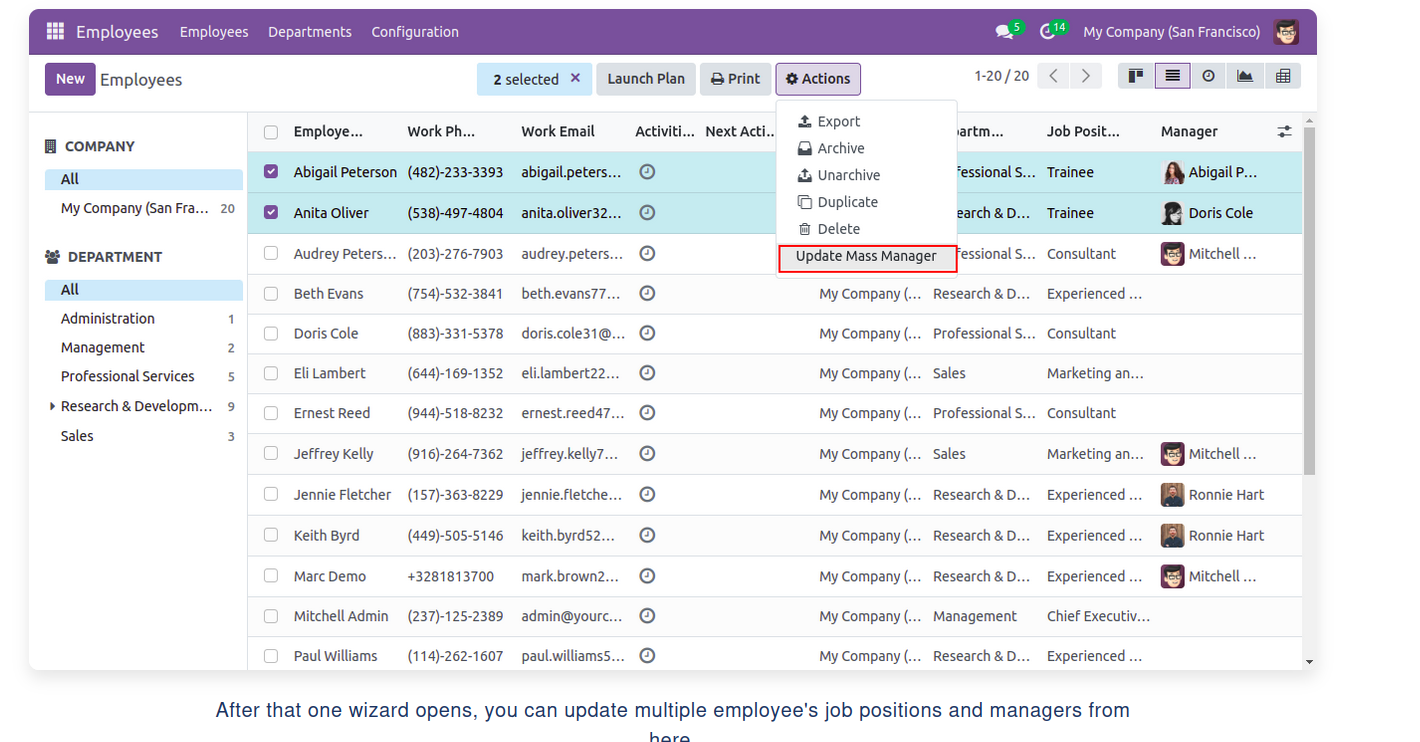 Employees Employees Departments Configuration 5 14 My Company (San Francisco)
New Employees 2 selected × Launch Plan Print Actions 1-20 / 20
Export
Archive
Unarchive
Duplicate
Delete
Update Mass Manager
COMPANY
All
My Company (San Fra... 20
DEPARTMENT
All
Administration 1
Management 2
Professional Services 5
Research & Developm... 9
Sales 3
Employe... Work Ph... Work Email Activiti... Next Acti... partm... Job Posit... Manager
Abigail Peterson (482)-233-3393 abigail.peters... fessional S... Trainee Abigail P...
Anita Oliver (538)-497-4804 anita.oliver32... earch & D... Trainee Doris Cole
Audrey Peters... (203)-276-7903 audrey.peters... fessional S... Consultant Mitchell ...
Beth Evans (754)-532-3841 beth.evans77... My Company (... Research & D... Experienced ...
Doris Cole (883)-331-5378 doris.cole31@... My Company (... Professional S... Consultant
Eli Lambert (644)-169-1352 eli.lambert22... My Company (... Sales Marketing an...
Ernest Reed (944)-518-8232 ernest.reed47... My Company (... Professional S... Consultant
Jeffrey Kelly (916)-264-7362 jeffrey.kelly7... My Company (... Sales Marketing an... Mitchell ...
Jennie Fletcher (157)-363-8229 jennie.fletche... My Company (... Research & D... Experienced ... Ronnie Hart
Keith Byrd (449)-505-5146 keith.byrd52... My Company (... Research & D... Experienced ... Ronnie Hart
Marc Demo +3281813700 mark.brown2... My Company (... Research & D... Experienced ... Mitchell ...
Mitchell Admin (237)-125-2389 admin@yourc... My Company (... Management Chief Executiv...
Paul Williams (114)-262-1607 paul.williams5... My Company (... Research & D... Experienced ...
After that one wizard opens, you can update multiple employee's job positions and managers from
here